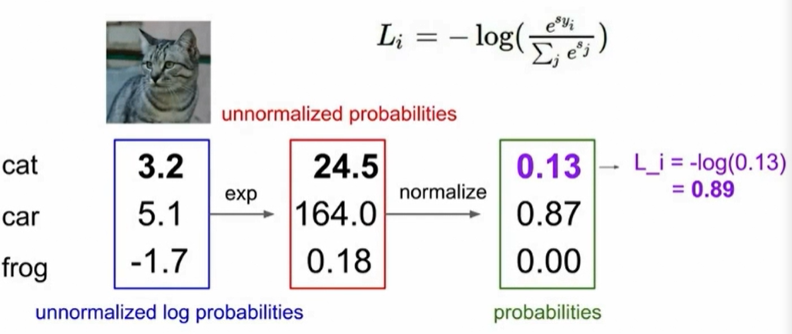 L_i = − log(e^{s_{y_i}} / ∑_j e^{s_j})
unnormalized probabilities
cat 3.2 24.5 0.13 → L_i = -log(0.13)
= 0.89
exp normalize
car 5.1 164.0 0.87
frog -1.7 0.18 0.00
unnormalized log probabilities probabilities